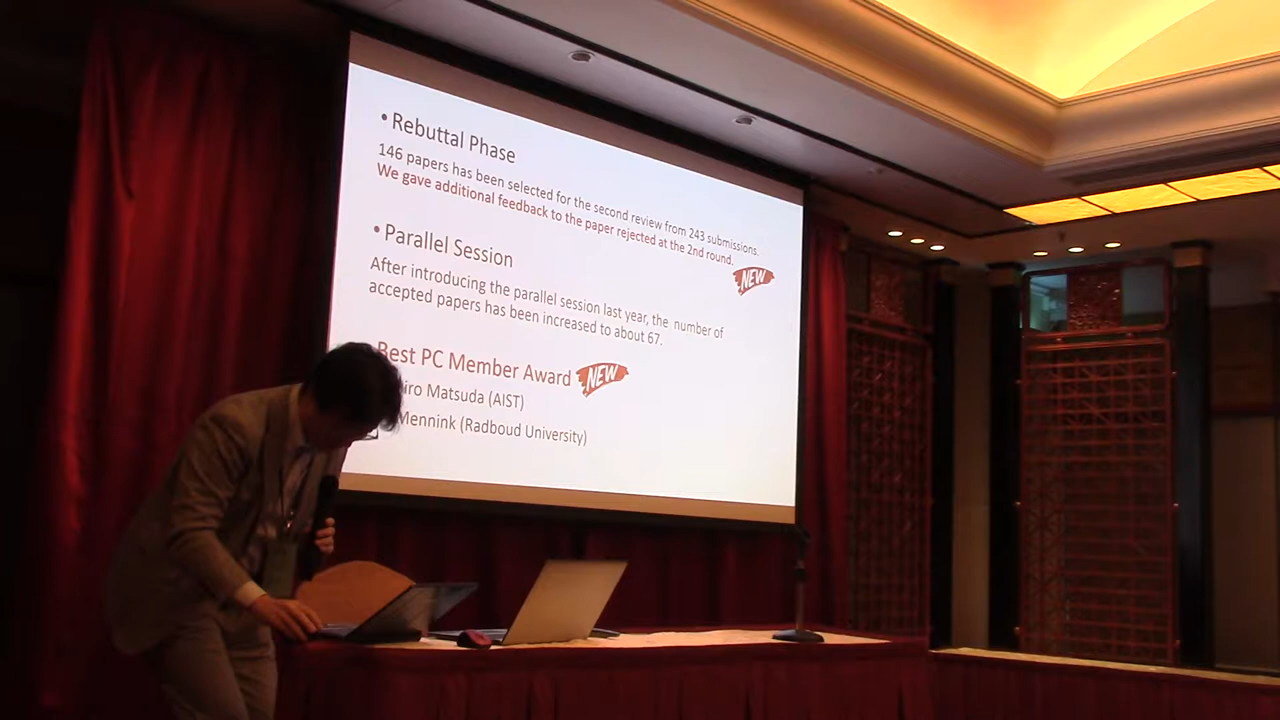 • Rebuttal Phase
146 papers has been selected for the second review from 243 submissions.
We gave additional feedback to the paper rejected at the 2nd round.
NEW
• Parallel Session
After introducing the parallel session last year, the number of
accepted papers has been increased to about 67.
Best PC Member Award NEW
Matsuda (AIST)
Mennink (Radboud University)